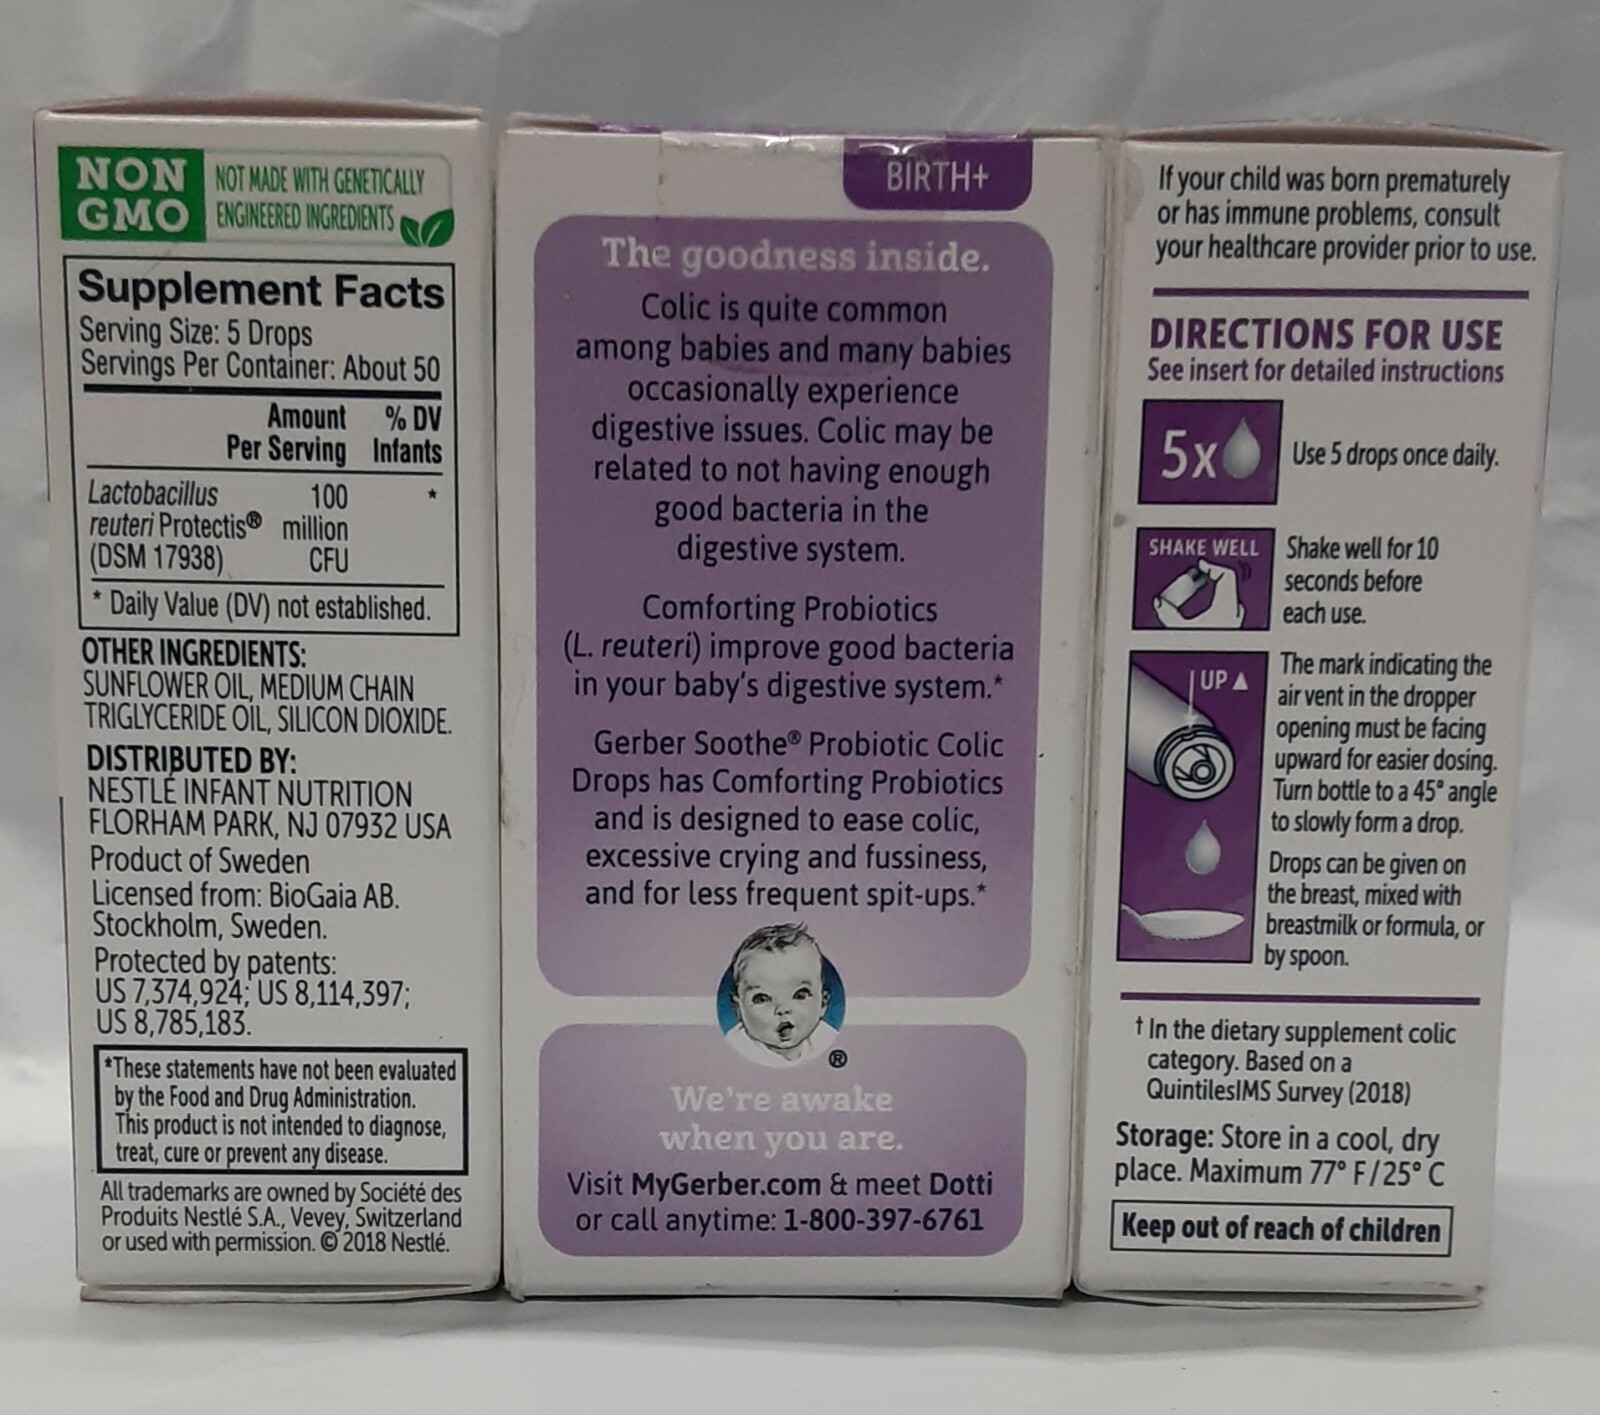 NON
GMO
NOT MADE WITH GENETICALLY
ENGINEERED INGREDIENTS
Supplement Facts
Serving Size: 5 Drops
Servings Per Container: About 50
Amount % DV
Per Serving Infants
Lactobacillus 100 *
reuteri Protectis® million
(DSM 17938) CFU
* Daily Value (DV) not established.
OTHER INGREDIENTS:
SUNFLOWER OIL, MEDIUM CHAIN
TRIGLYCERIDE OIL, SILICON DIOXIDE.
DISTRIBUTED BY:
NESTLÉ INFANT NUTRITION
FLORHAM PARK, NJ 07932 USA
Product of Sweden
Licensed from: BioGaia AB.
Stockholm, Sweden.
Protected by patents:
US 7,374,924; US 8,114,397;
US 8,785,183.
*These statements have not been evaluated
by the Food and Drug Administration.
This product is not intended to diagnose,
treat, cure or prevent any disease.
All trademarks are owned by Société des
Produits Nestlé S.A., Vevey, Switzerland
or used with permission. © 2018 Nestlé.
BIRTH+
The goodness inside.
Colic is quite common
among babies and many babies
occasionally experience
digestive issues. Colic may be
related to not having enough
good bacteria in the
digestive system.
Comforting Probiotics
(L. reuteri) improve good bacteria
in your baby's digestive system.*
Gerber Soothe® Probiotic Colic
Drops has Comforting Probiotics
and is designed to ease colic,
excessive crying and fussiness,
and for less frequent spit-ups.*
®
We're awake
when you are.
Visit MyGerber.com & meet Dotti
or call anytime: 1-800-397-6761
If your child was born prematurely
or has immune problems, consult
your healthcare provider prior to use.
DIRECTIONS FOR USE
See insert for detailed instructions
5x
Use 5 drops once daily.
SHAKE WELL
Shake well for 10
seconds before
each use.
UP ▲
The mark indicating the
air vent in the dropper
opening must be facing
upward for easier dosing.
Turn bottle to a 45° angle
to slowly form a drop.
Drops can be given on
the breast, mixed with
breastmilk or formula, or
by spoon.
† In the dietary supplement colic
category. Based on a
QuintilesIMS Survey (2018)
Storage: Store in a cool, dry
place. Maximum 77° F/25° C
Keep out of reach of children